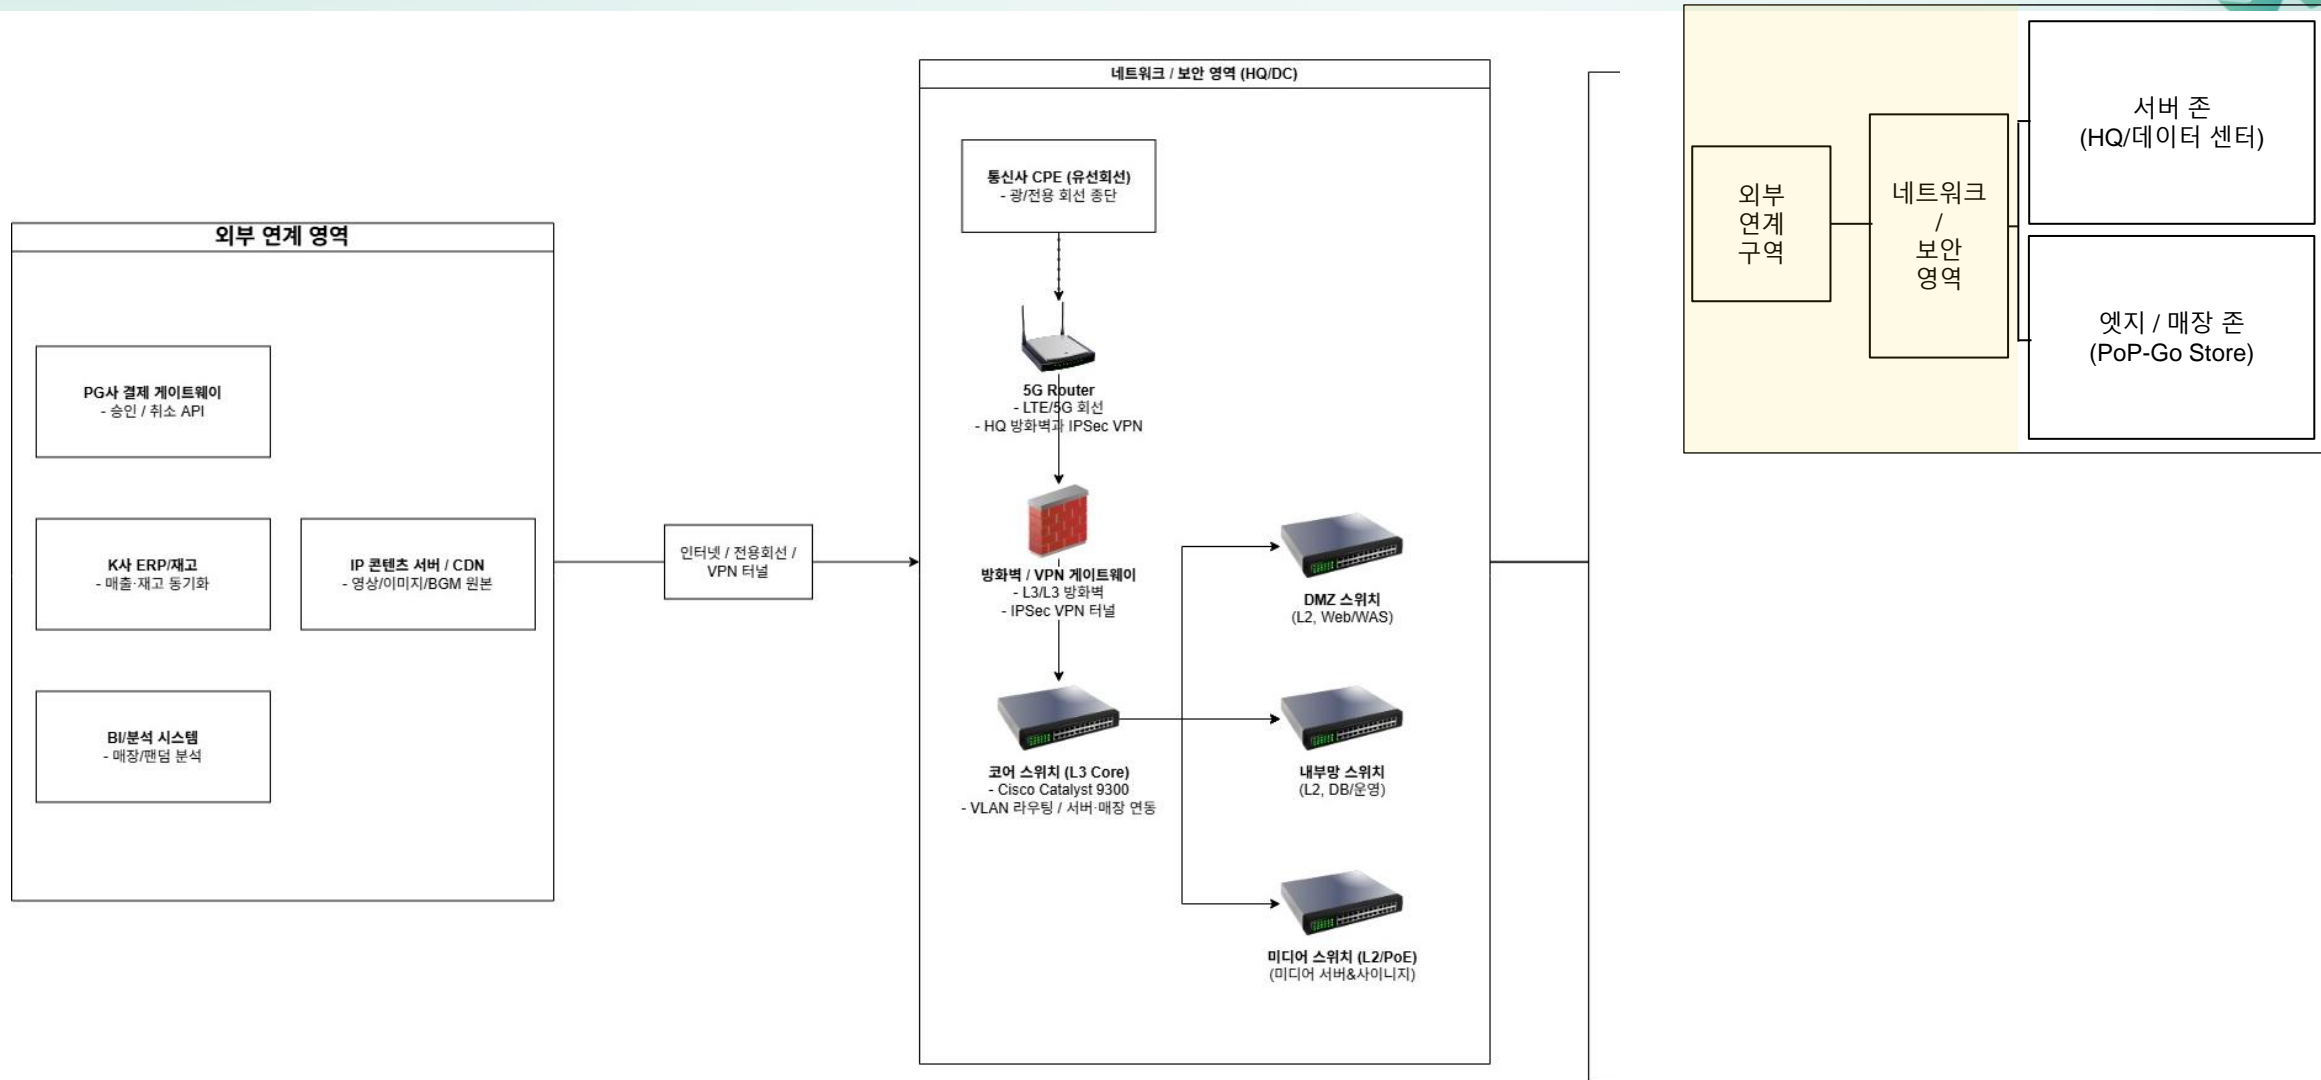 외부 연계 영역
PG사 결제 게이트웨이
- 승인 / 취소 API
K사 ERP/재고
- 매출·재고 동기화
IP 콘텐츠 서버 / CDN
- 영상/이미지/BGM 원본
BI/분석 시스템
- 매장/팬덤 분석
인터넷 / 전용회선 /
VPN 터널
네트워크 / 보안 영역 (HQ/DC)
통신사 CPE (유선회선)
- 광/전용 회선 종단
5G Router
- LTE/5G 회선
- HQ 방화벽과 IPSec VPN
방화벽 / VPN 게이트웨이
- L3/L3 방화벽
- IPSec VPN 터널
코어 스위치 (L3 Core)
- Cisco Catalyst 9300
- VLAN 라우팅 / 서버·매장 연동
DMZ 스위치
(L2, Web/WAS)
내부망 스위치
(L2, DB/운영)
미디어 스위치 (L2/PoE)
(미디어 서버&사이니지)
외부
연계
구역
네트워크
/
보안
영역
서버 존
(HQ/데이터 센터)
엣지 / 매장 존
(PoP-Go Store)